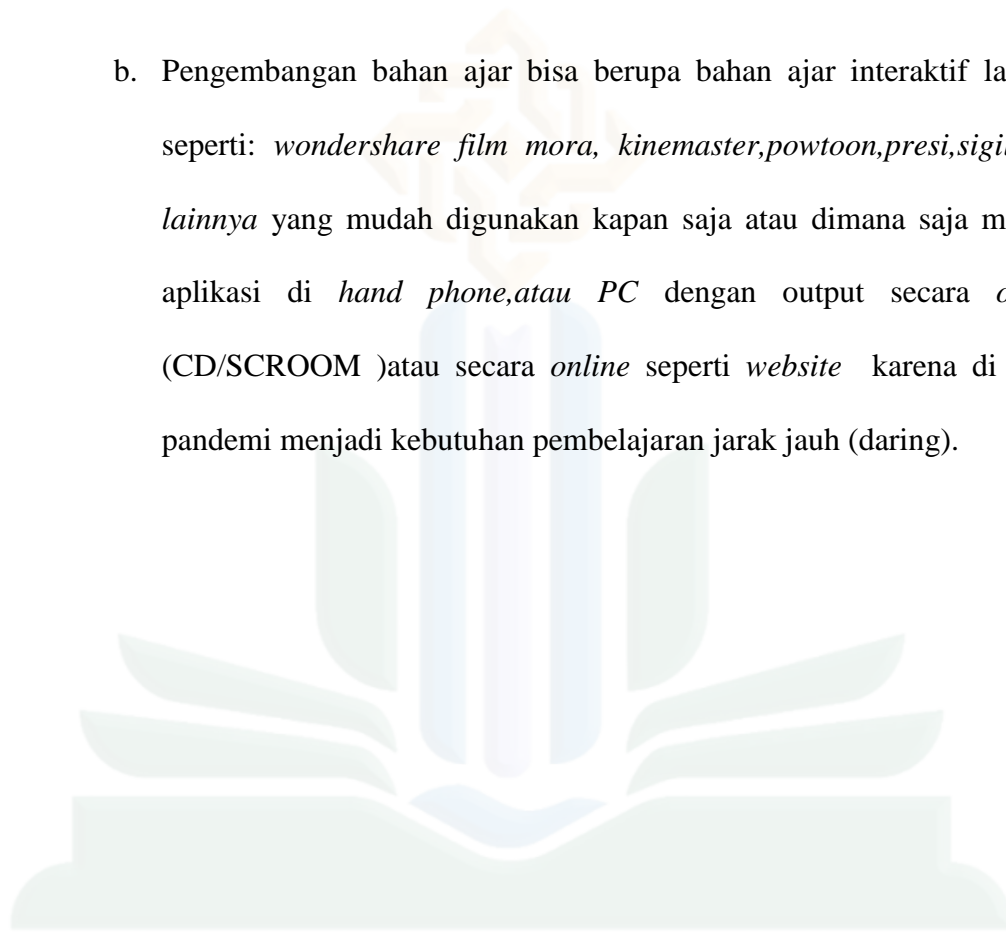 b. Pengembangan bahan ajar bisa berupa bahan ajar interaktif
seperti: wondershare film mora, kinemaster,powtoon,presi,
lainnya yang mudah digunakan kapan saja atau dimana saja
aplikasi di hand phone,atau PC dengan output secara
(CD/SCROOM )atau secara online seperti website karena di
pandemi menjadi kebutuhan pembelajaran jarak jauh (daring).